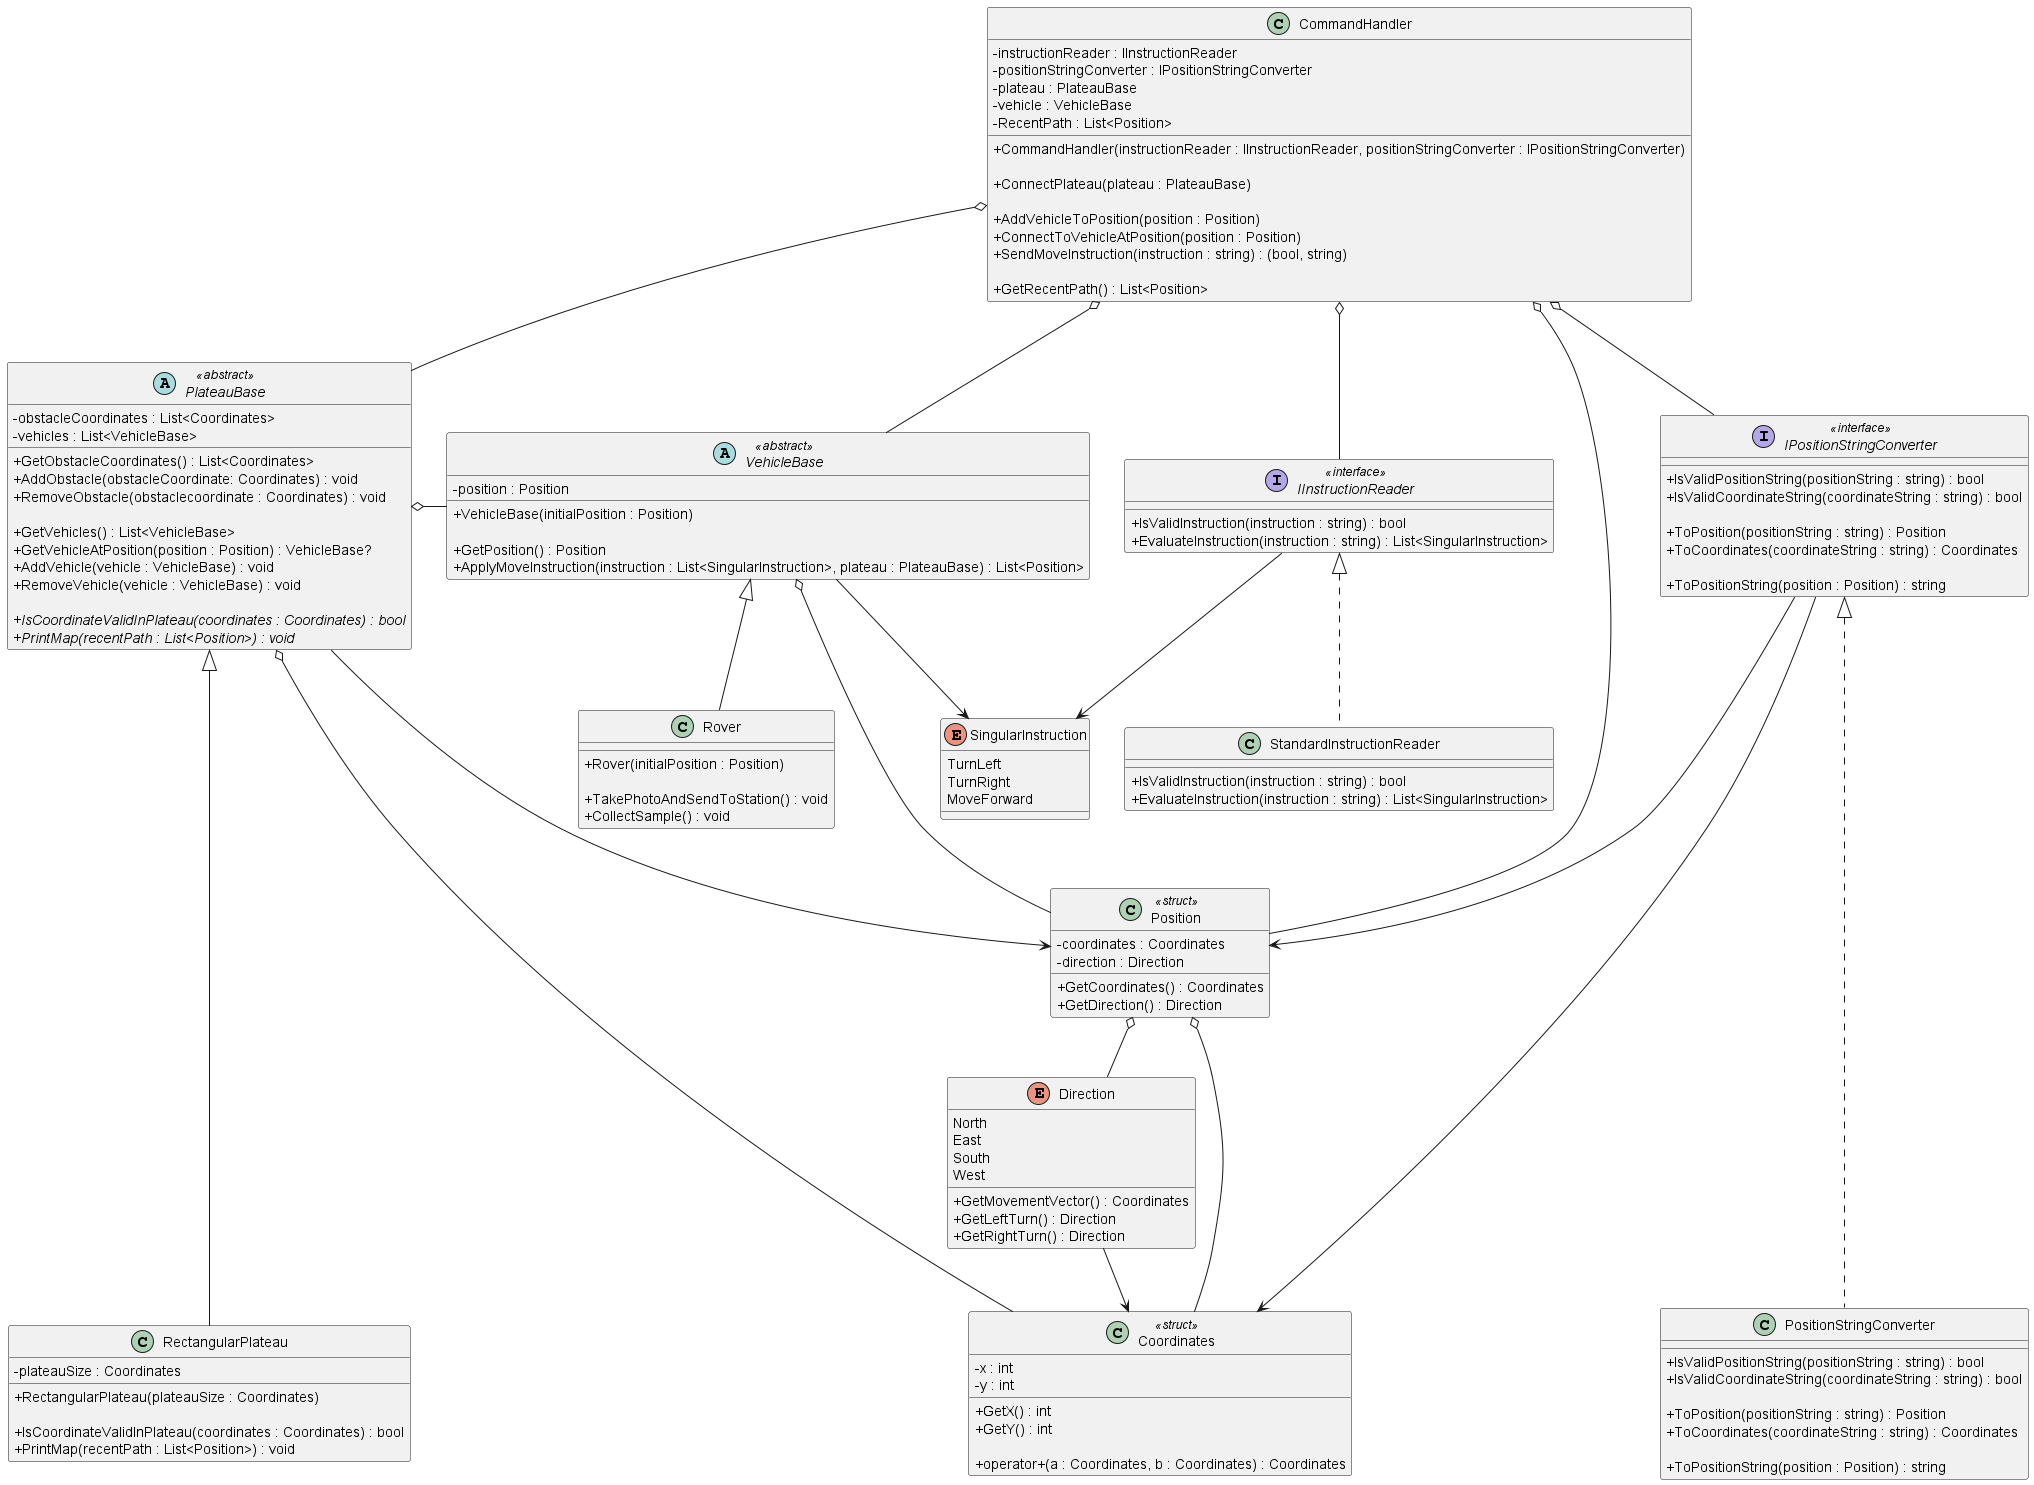 C CommandHandler
-instructionReader : IInstructionReader
-positionStringConverter : IPositionStringConverter
-plateau : PlateauBase
-vehicle : VehicleBase
-RecentPath : List<Position>
+CommandHandler(instructionReader : IInstructionReader, positionStringConverter : IPositionStringConverter)
+ConnectPlateau(plateau : PlateauBase)
+AddVehicleToPosition(position : Position)
+ConnectToVehicleAtPosition(position : Position)
+SendMoveInstruction(instruction : string) : (bool, string)
+GetRecentPath() : List<Position>
A «abstract»
PlateauBase
-obstacleCoordinates : List<Coordinates>
-vehicles : List<VehicleBase>
+GetObstacleCoordinates() : List<Coordinates>
+AddObstacle(obstacleCoordinate: Coordinates) : void
+RemoveObstacle(obstaclecoordinate : Coordinates) : void
+GetVehicles() : List<VehicleBase>
+GetVehicleAtPosition(position : Position) : VehicleBase?
+AddVehicle(vehicle : VehicleBase) : void
+RemoveVehicle(vehicle : VehicleBase) : void
+IsCoordinateValidInPlateau(coordinates : Coordinates) : bool
+PrintMap(recentPath : List<Position>) : void
A «abstract»
VehicleBase
-position : Position
+VehicleBase(initialPosition : Position)
+GetPosition() : Position
+ApplyMoveInstruction(instruction : List<SingularInstruction>, plateau : PlateauBase) : List<Position>
I «interface»
IInstructionReader
+IsValidInstruction(instruction : string) : bool
+EvaluateInstruction(instruction : string) : List<SingularInstruction>
I «interface»
IPositionStringConverter
+IsValidPositionString(positionString : string) : bool
+IsValidCoordinateString(coordinateString : string) : bool
+ToPosition(positionString : string) : Position
+ToCoordinates(coordinateString : string) : Coordinates
+ToPositionString(position : Position) : string
C Rover
+Rover(initialPosition : Position)
+TakePhotoAndSendToStation() : void
+CollectSample() : void
E SingularInstruction
TurnLeft
TurnRight
MoveForward
C StandardInstructionReader
+IsValidInstruction(instruction : string) : bool
+EvaluateInstruction(instruction : string) : List<SingularInstruction>
C «struct»
Position
-coordinates : Coordinates
-direction : Direction
+GetCoordinates() : Coordinates
+GetDirection() : Direction
E Direction
North
East
South
West
+GetMovementVector() : Coordinates
+GetLeftTurn() : Direction
+GetRightTurn() : Direction
C RectangularPlateau
-plateauSize : Coordinates
+RectangularPlateau(plateauSize : Coordinates)
+IsCoordinateValidInPlateau(coordinates : Coordinates) : bool
+PrintMap(recentPath : List<Position>) : void
C «struct»
Coordinates
-x : int
-y : int
+GetX() : int
+GetY() : int
+operator+(a : Coordinates, b : Coordinates) : Coordinates
C PositionStringConverter
+IsValidPositionString(positionString : string) : bool
+IsValidCoordinateString(coordinateString : string) : bool
+ToPosition(positionString : string) : Position
+ToCoordinates(coordinateString : string) : Coordinates
+ToPositionString(position : Position) : string